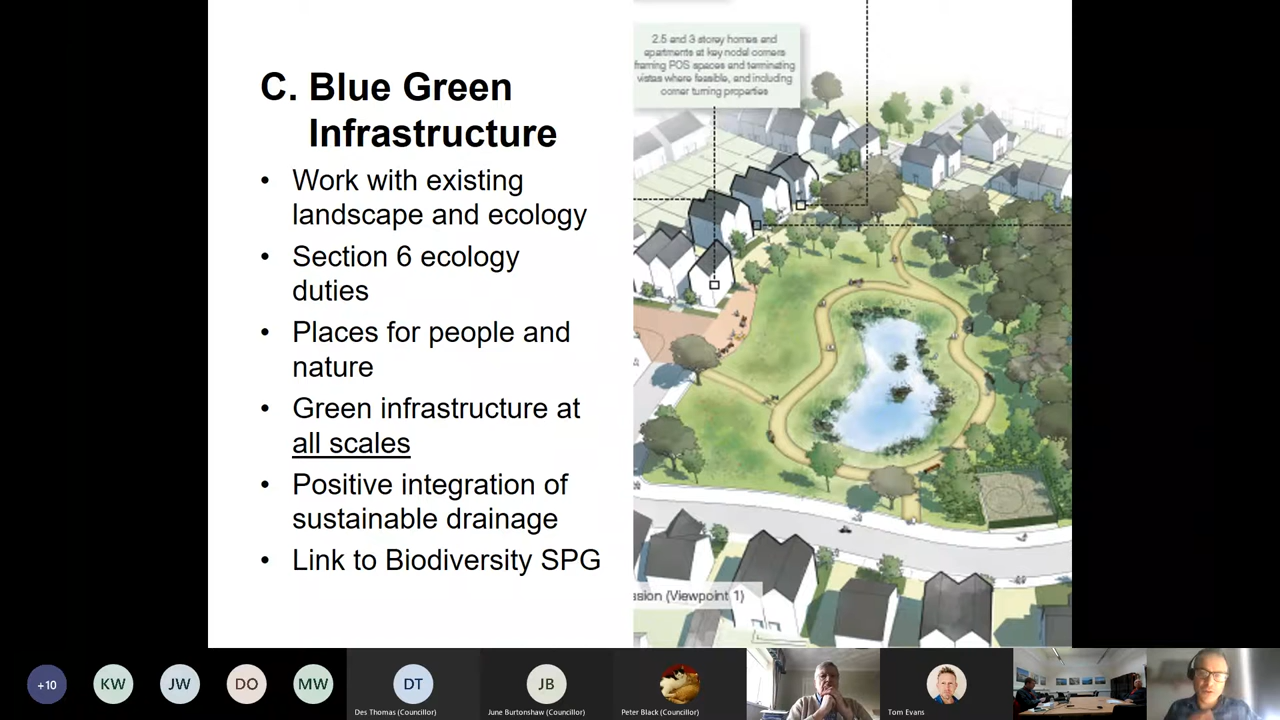 C. Blue Green
Infrastructure
• Work with existing
landscape and ecology
• Section 6 ecology
duties
• Places for people and
nature
• Green infrastructure at
all scales
• Positive integration of
sustainable drainage
• Link to Biodiversity SPG
2.5 and 3 storey homes and
apartments at key nodal corners
framing POS spaces and terminating
vistas where feasible, and including
corner turning properties
(Viewpoint 1)
+10
KW
JW
DO
MW
DT
Des Thomas (Councillor)
JB
June Burtonshaw (Councillor)
Peter Black (Councillor)
Tom Evans